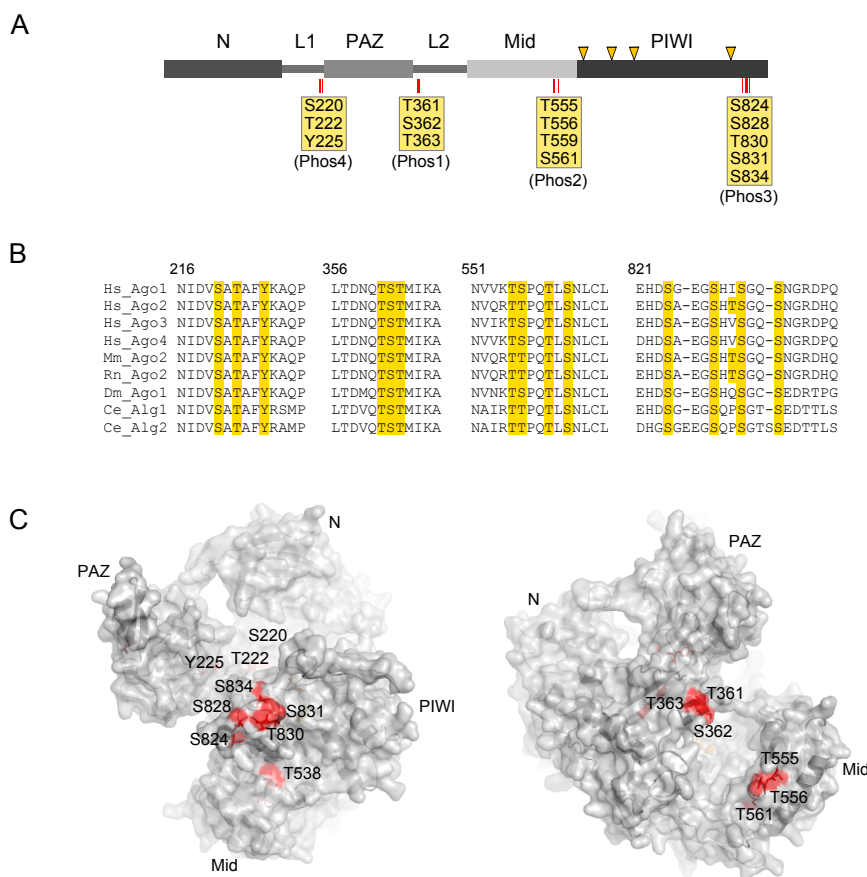 A
N L1 PAZ L2 Mid PIWI
S220
T222
Y225
(Phos4)
T361
S362
T363
(Phos1)
T555
T556
T559
S561
(Phos2)
S824
S828
T830
S831
S834
(Phos3)
B
216 356 551 821
Hs_Ago1 NIDVSATAFYKAQP LTDNQTSTMIKA NVVKTSPQTLSNLCL EHDSG-EGSHISGQ-SNGRDPQ
Hs_Ago2 NIDVSATAFYKAQP LTDNQTSTMIRA NVQRTTPQTLSNLCL EHDSA-EGSHTSGQ-SNGRDHQ
Hs_Ago3 NIDVSATAFYKAQP LTDNQTSTMIKA NVIKTSPQTLSNLCL EHDSA-EGSHVSGQ-SNGRDPQ
Hs_Ago4 NIDVSATAFYRAQP LTDNQTSTMIKA NVVKTSPQTLSNLCL DHDSA-EGSHVSGQ-SNGRDPQ
Mm_Ago2 NIDVSATAFYKAQP LTDNQTSTMIRA NVQRTTPQTLSNLCL EHDSA-EGSHTSGQ-SNGRDHQ
Rn_Ago2 NIDVSATAFYKAQP LTDNQTSTMIRA NVQRTTPQTLSNLCL EHDSA-EGSHTSGQ-SNGRDHQ
Dm_Ago1 NIDVSATAFYKAQP LTDMQTSTMIKA NVNKTSPQTLSNLCL EHDSG-EGSHQSGC-SEDRTPG
Ce_Alg1 NIDVSATAFYRSMP LTDVQTSTMIKA NAIRTTPQTLSNLCL EHDSG-EGSQPSGT-SEDTTLS
Ce_Alg2 NIDVSATAFYRAMP LTDVQTSTMIKA NAIRTTPQTLSNLCL DHGSGEEGSQPSGTSSEDTTLS
C
N
PAZ
S220
Y225 T222
S834
S828 S831
T830
S824
T538
PIWI
Mid
PAZ
N
T363 T361
S362
Mid
T555
T556
T561